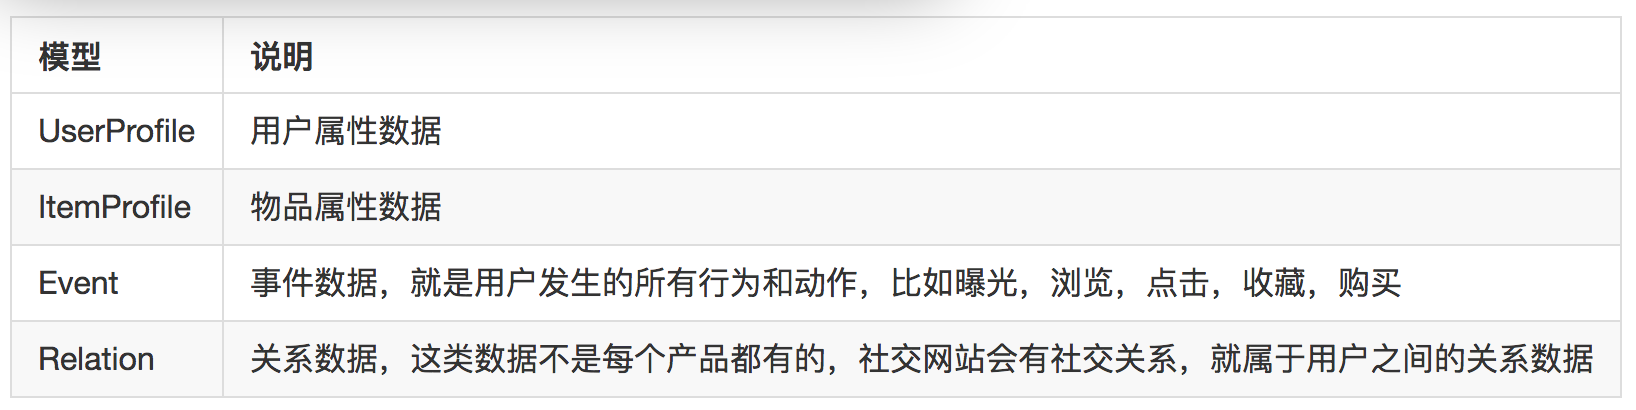 模型 说明
UserProfile 用户属性数据
ItemProfile 物品属性数据
Event 事件数据，就是用户发生的所有行为和动作，比如曝光，浏览，点击，收藏，购买
Relation 关系数据，这类数据不是每个产品都有的，社交网站会有社交关系，就属于用户之间的关系数据